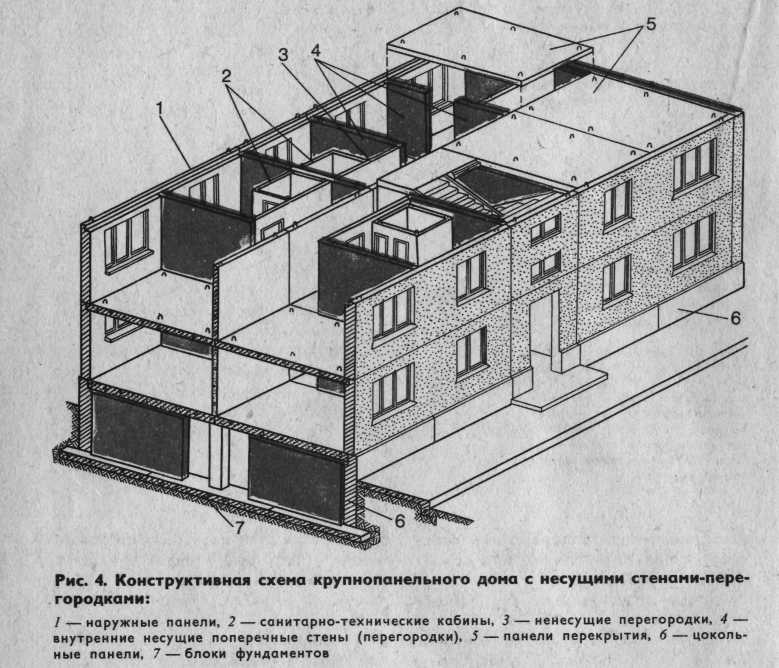 5
4
3
2
1
6
6
7
Рис. 4. Конструктивная схема крупнопанельного дома с несущими стенами-пере-
городками:
1 — наружные панели, 2 — санитарно-технические кабины, 3 — ненесущие перегородки, 4 —
внутренние несущие поперечные стены (перегородки), 5 — панели перекрытия, 6 — цоколь-
ные панели, 7 — блоки фундаментов